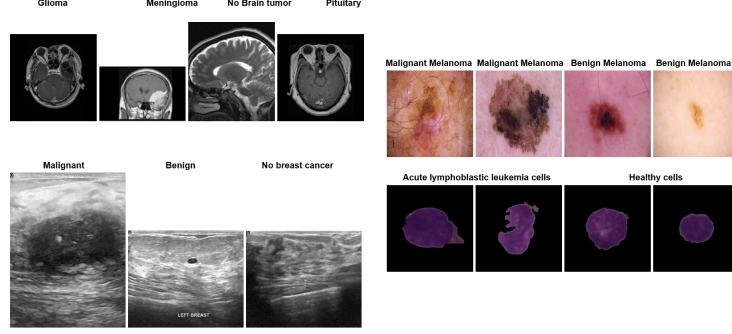 Glioma
Meningioma
No Brain tumor
Pituitary
Malignant
Benign
No breast cancer
LEFT BREAST
Malignant Melanoma
Malignant Melanoma
Benign Melanoma
Benign Melanoma
Acute lymphoblastic leukemia cells
Healthy cells